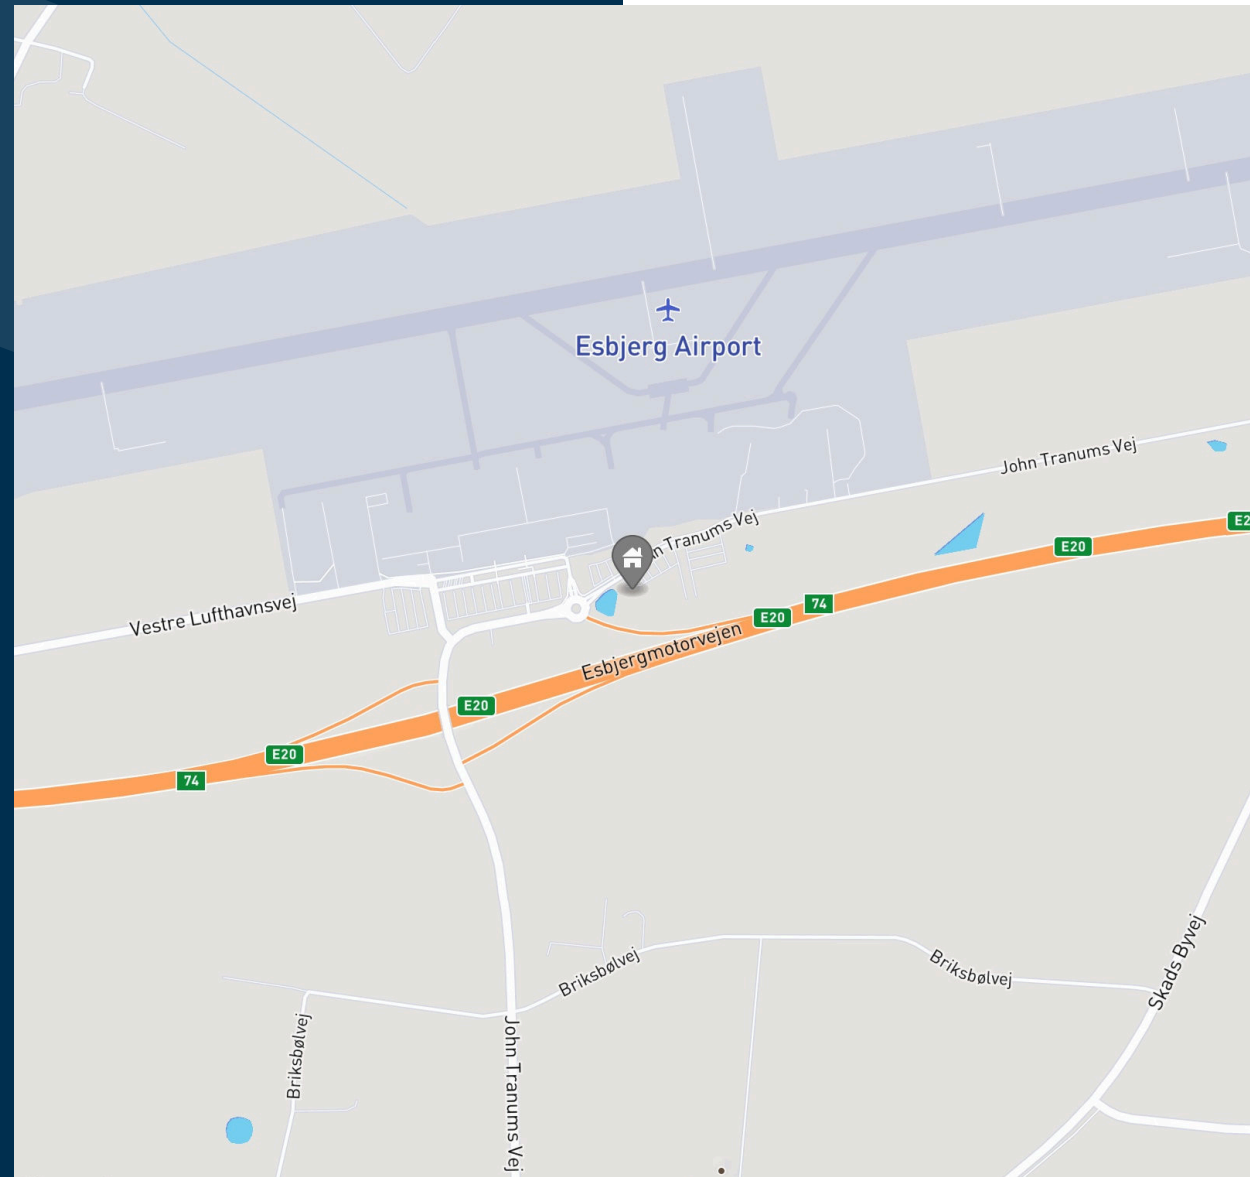 Esbjerg Airport
John Tranums Vej
E2
n Tranums Vej
E20
Vestre Lufthavnsvej
74
E20
Esbjergmotorvejen
E20
E20
74
Skads Byvej
Briksbølvej
Briksbølvej
Briksbølvej
John Tranums Vej